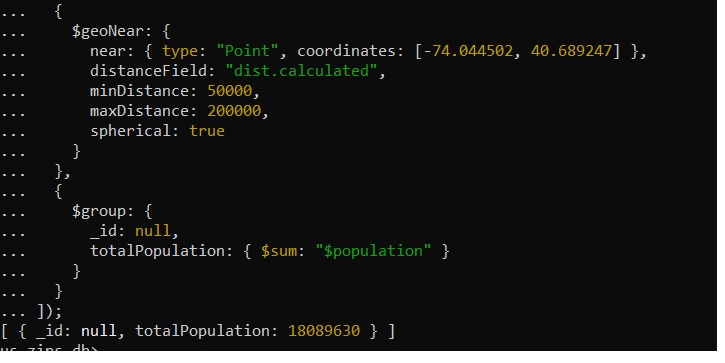 ...   {
...     $geoNear: {
...       near: { type: "Point", coordinates: [-74.044502, 40.689247] },
...       distanceField: "dist.calculated",
...       minDistance: 50000,
...       maxDistance: 200000,
...       spherical: true
...     }
...   },
...   {
...     $group: {
...       _id: null,
...       totalPopulation: { $sum: "$population" }
...     }
...   }
... ]);
[ { _id: null, totalPopulation: 18089630 } ]
us_zips_db>